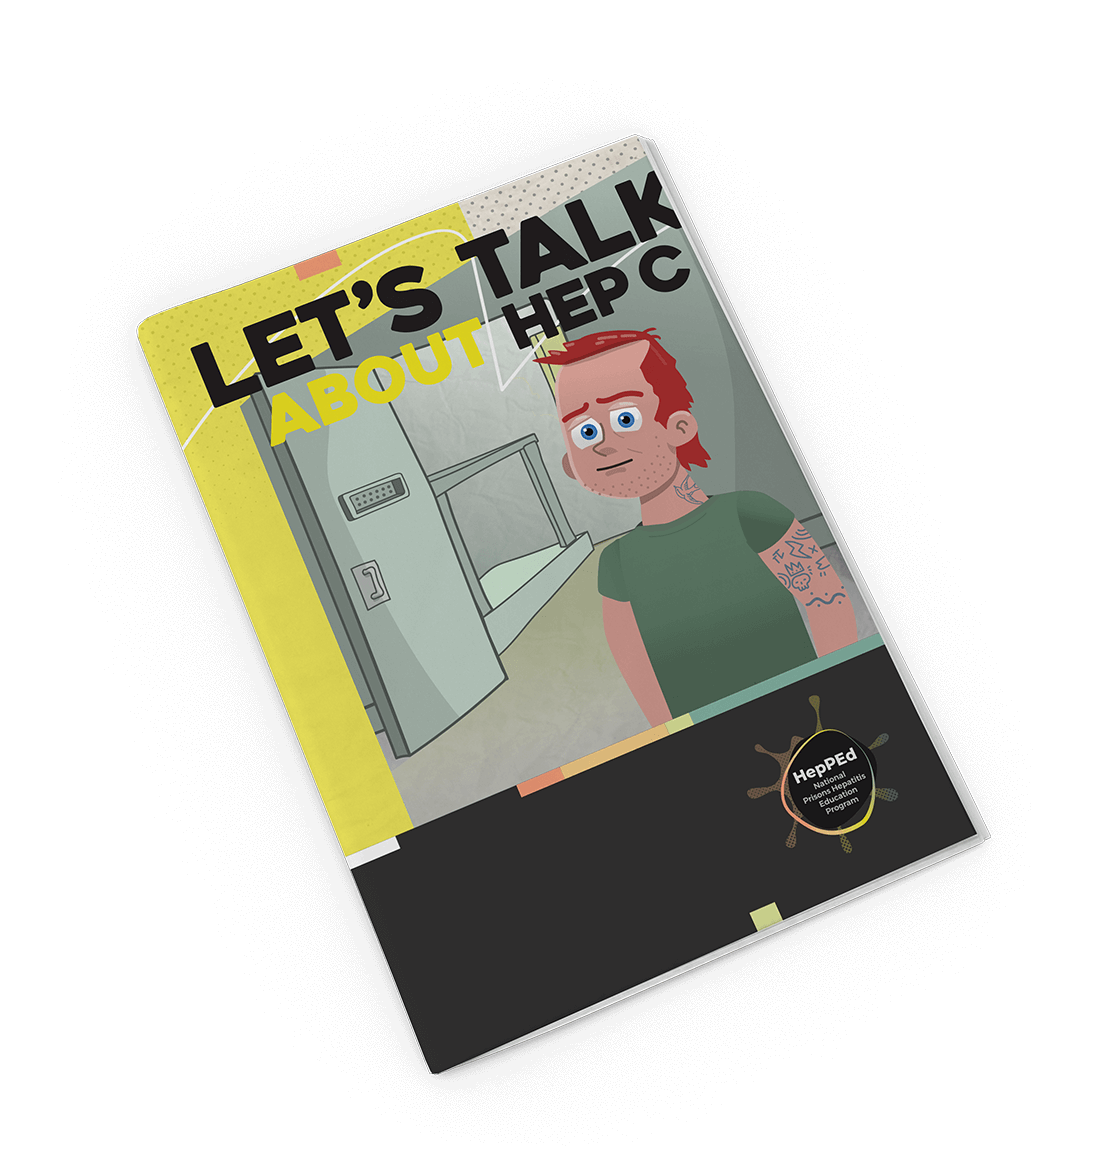 LET'S TALK
ABOUT HEP C
HepPEd
National
Prisons Hepatitis
Education
Program